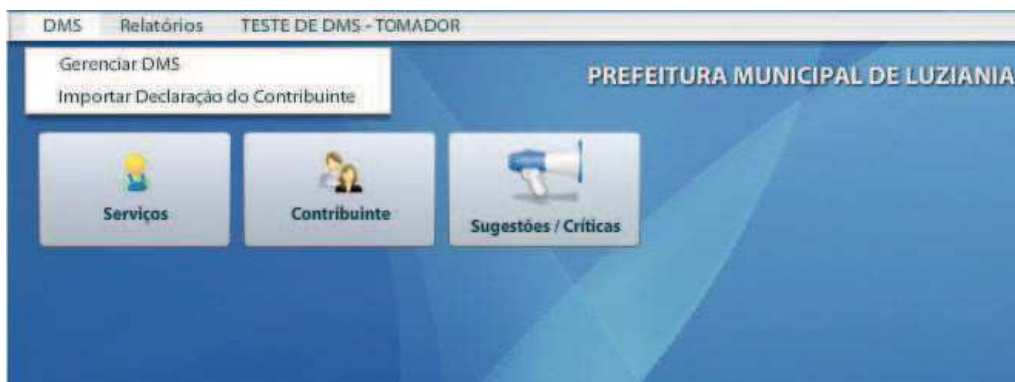 DMS Relatórios TESTE DE DMS - TOMADOR
Gerenciar DMS
Importar Declaração do Contribuinte
PREFEITURA MUNICIPAL DE LUZIANIA
Serviços Contribuinte Sugestões / Críticas